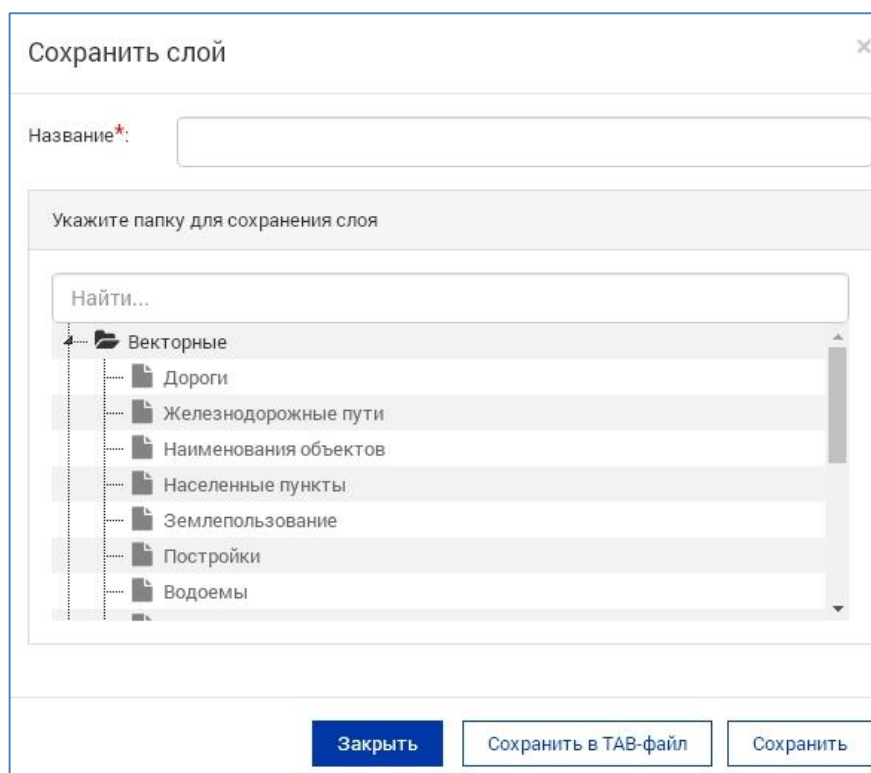 Сохранить слой
Название*:
Укажите папку для сохранения слоя
Найти...
Векторные
Дороги
Железнодорожные пути
Наименования объектов
Населенные пункты
Землепользование
Постройки
Водоемы
Закрыть Сохранить в TAB-файл Сохранить